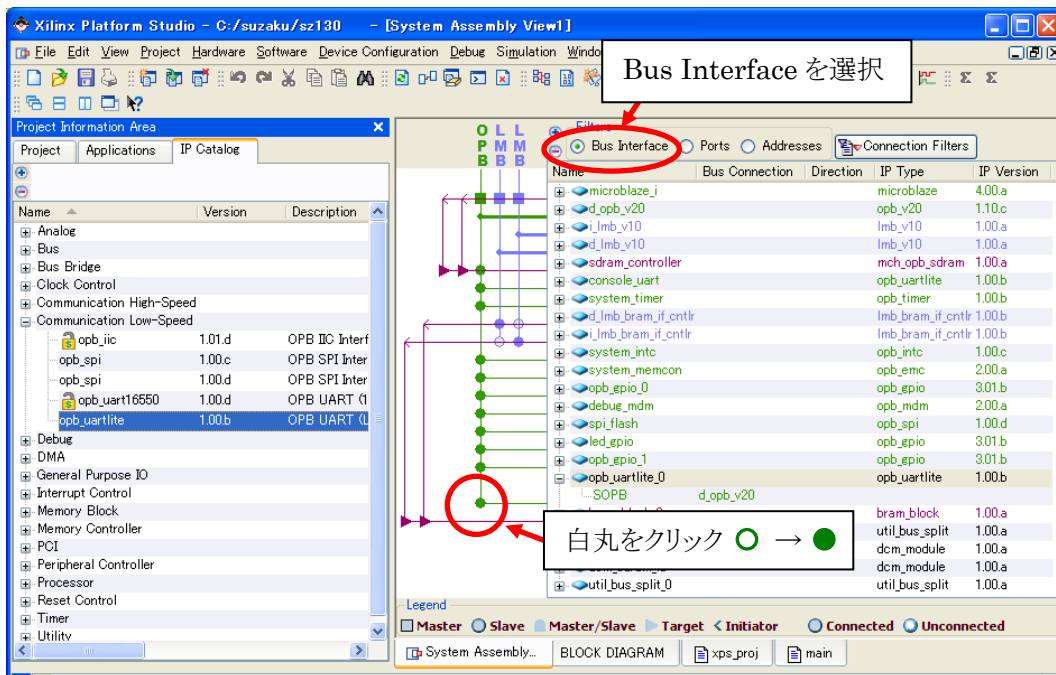 Xilinx Platform Studio - C:/suzaku/sz130 - [System Assembly View1]
File Edit View Project Hardware Software Device Configuration Debug Simulation Windo
Bus Interface を選択
Project Information Area
Project Applications IP Catalog
Name Version Description
Analog
Bus
Bus Bridge
Clock Control
Communication High-Speed
Communication Low-Speed
opb_iic 1.01.d OPB IIC Interf
opb_spi 1.00.c OPB SPI Inter
opb_spi 1.00.d OPB SPI Inter
opb_uart16550 1.00.d OPB UART (1
opb_uartlite 1.00.b OPB UART (L
Debug
DMA
General Purpose IO
Interrupt Control
Memory Block
Memory Controller
PCI
Peripheral Controller
Processor
Reset Control
Timer
Utility
OPB LMB LMB
Filters
Bus Interface Ports Addresses Connection Filters
Name Bus Connection Direction IP Type IP Version
microblaze_i microblaze 4.00.a
d_opb_v20 opb_v20 1.10.c
i_lmb_v10 lmb_v10 1.00.a
d_lmb_v10 lmb_v10 1.00.a
sdram_controller mch_opb_sdram 1.00.a
console_uart opb_uartlite 1.00.b
system_timer opb_timer 1.00.b
d_lmb_bram_if_cntlr lmb_bram_if_cntlr 1.00.b
i_lmb_bram_if_cntlr lmb_bram_if_cntlr 1.00.b
system_intc opb_intc 1.00.c
system_memcon opb_emc 2.00.a
opb_gpio_0 opb_gpio 3.01.b
debug_mdm opb_mdm 2.00.a
spi_flash opb_spi 1.00.d
led_gpio opb_gpio 3.01.b
opb_gpio_1 opb_gpio 3.01.b
opb_uartlite_0 opb_uartlite 1.00.b
SOPB d_opb_v20
bram_block 1.00.a
util_bus_split 1.00.a
dcm_module 1.00.a
dcm_module 1.00.a
util_bus_split_0 util_bus_split 1.00.a
白丸をクリック ○ → ●
Legend
Master Slave Master/Slave Target Initiator Connected Unconnected
System Assembly... BLOCK DIAGRAM xps_proj main